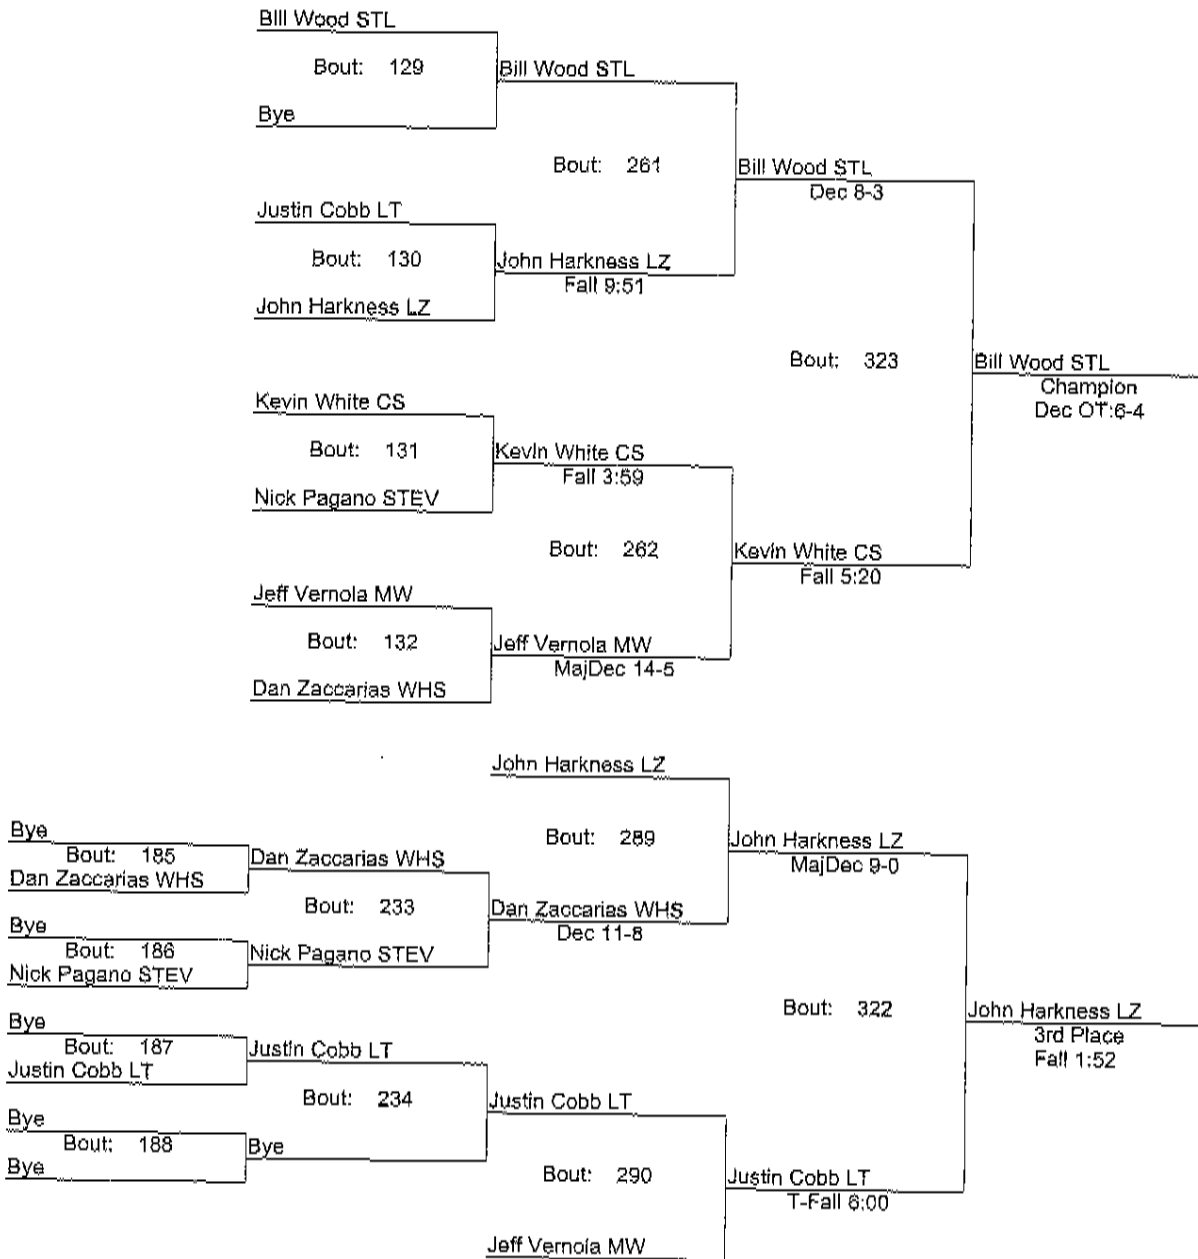 Bill Wood STL
Bout: 129
Bill Wood STL
Bye
Bout: 261
Bill Wood STL
Dec 8-3
Justin Cobb LT
Bout: 130
John Harkness LZ
Fall 9:51
John Harkness LZ
Bout: 323
Bill Wood STL
Champion
Dec OT:6-4
Kevin White CS
Bout: 131
Kevin White CS
Fall 3:59
Nick Pagano STEV
Bout: 262
Kevin White CS
Fall 5:20
Jeff Vernola MW
Bout: 132
Jeff Vernola MW
MajDec 14-5
Dan Zaccarias WHS
John Harkness LZ
Bye
Bout: 185
Dan Zaccarias WHS
Dan Zaccarias WHS
Bout: 289
John Harkness LZ
MajDec 9-0
Bout: 233
Dan Zaccarias WHS
Dec 11-8
Bye
Bout: 186
Nick Pagano STEV
Nick Pagano STEV
Bout: 322
John Harkness LZ
3rd Place
Fall 1:52
Bye
Bout: 187
Justin Cobb LT
Justin Cobb LT
Bout: 234
Justin Cobb LT
Bye
Bout: 188
Bye
Bye
Bout: 290
Justin Cobb LT
T-Fall 6:00
Jeff Vernola MW